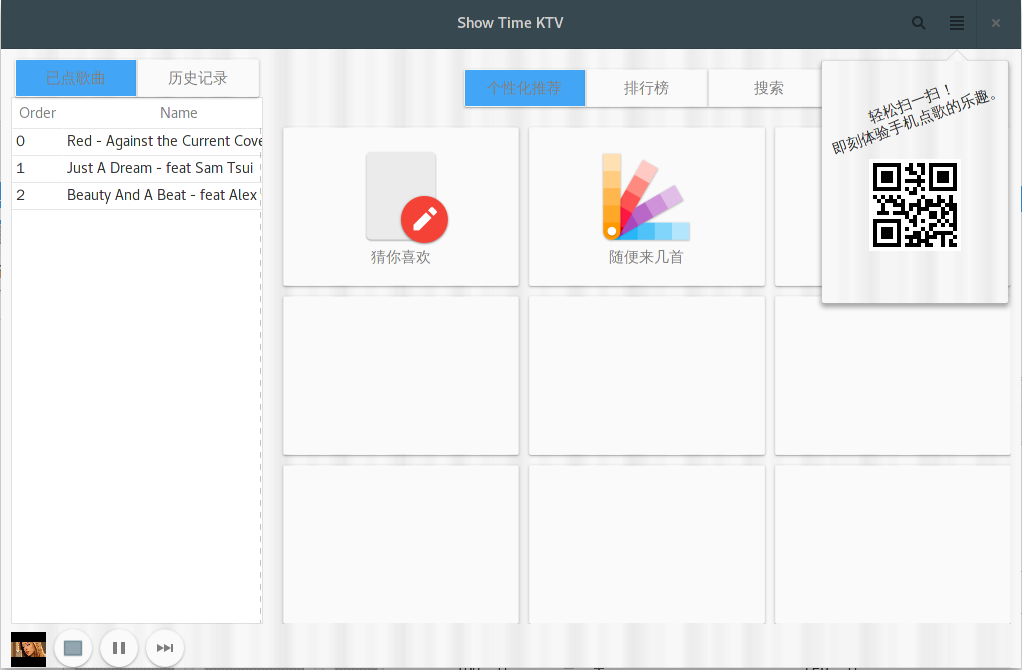 Show Time KTV
已点歌曲 历史记录
Order Name
0 Red - Against the Current Cove
1 Just A Dream - feat Sam Tsui
2 Beauty And A Beat - feat Alex
个性化推荐 排行榜 搜索
猜你喜欢
随便来几首
轻松扫一扫！
即刻体验手机点歌的乐趣。